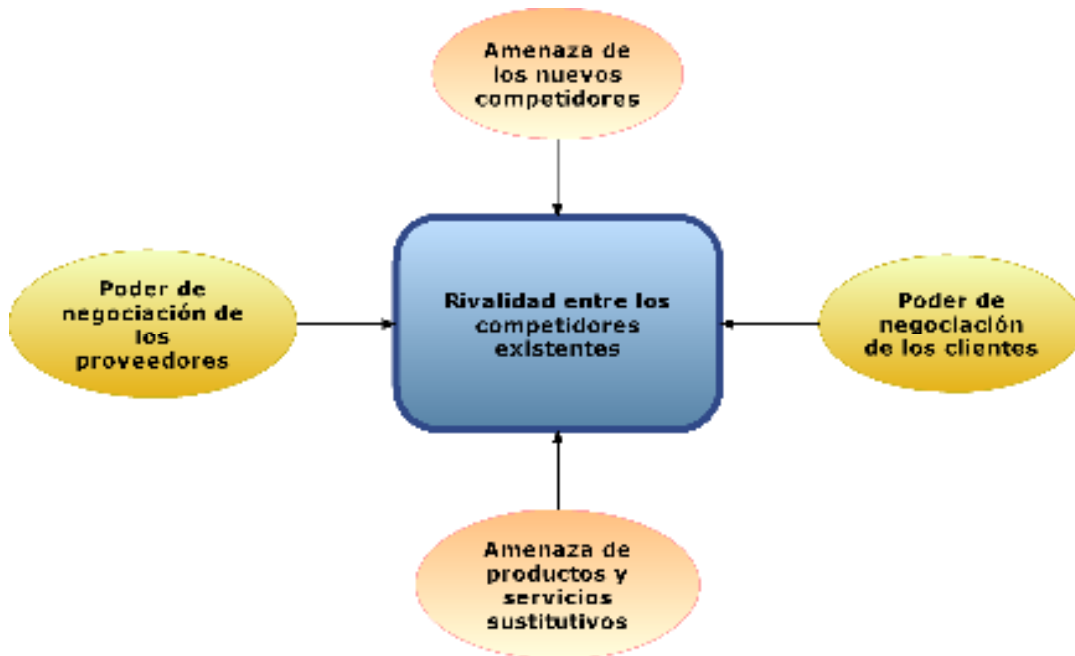 Amenaza de
los nuevos
competidores
Poder de
negociación de
los
proveedores
Rivalidad entre los
competidores
existentes
Poder de
negociación
de los clientes
Amenaza de
productos y
servicios
sustitutivos